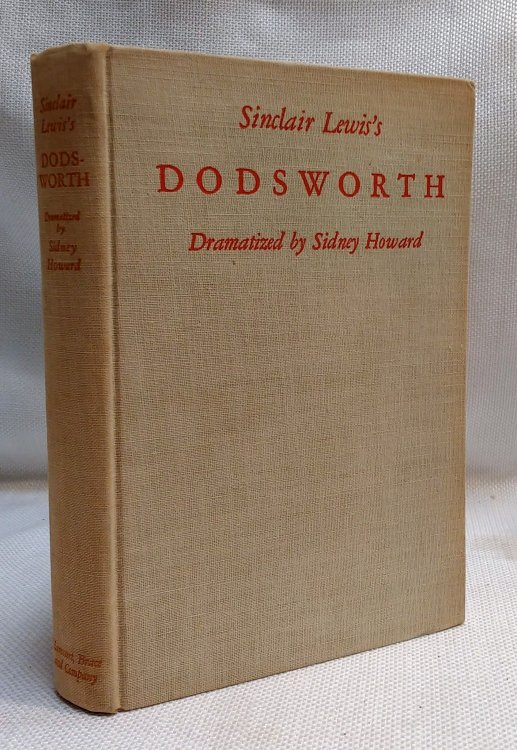 Sinclair Lewis's
DODSWORTH
Dramatized by Sidney Howard
Sinclair
Lewis's
DODS-
WORTH
Dramatized
by
Sidney
Howard
Harcourt, Brace
and Company